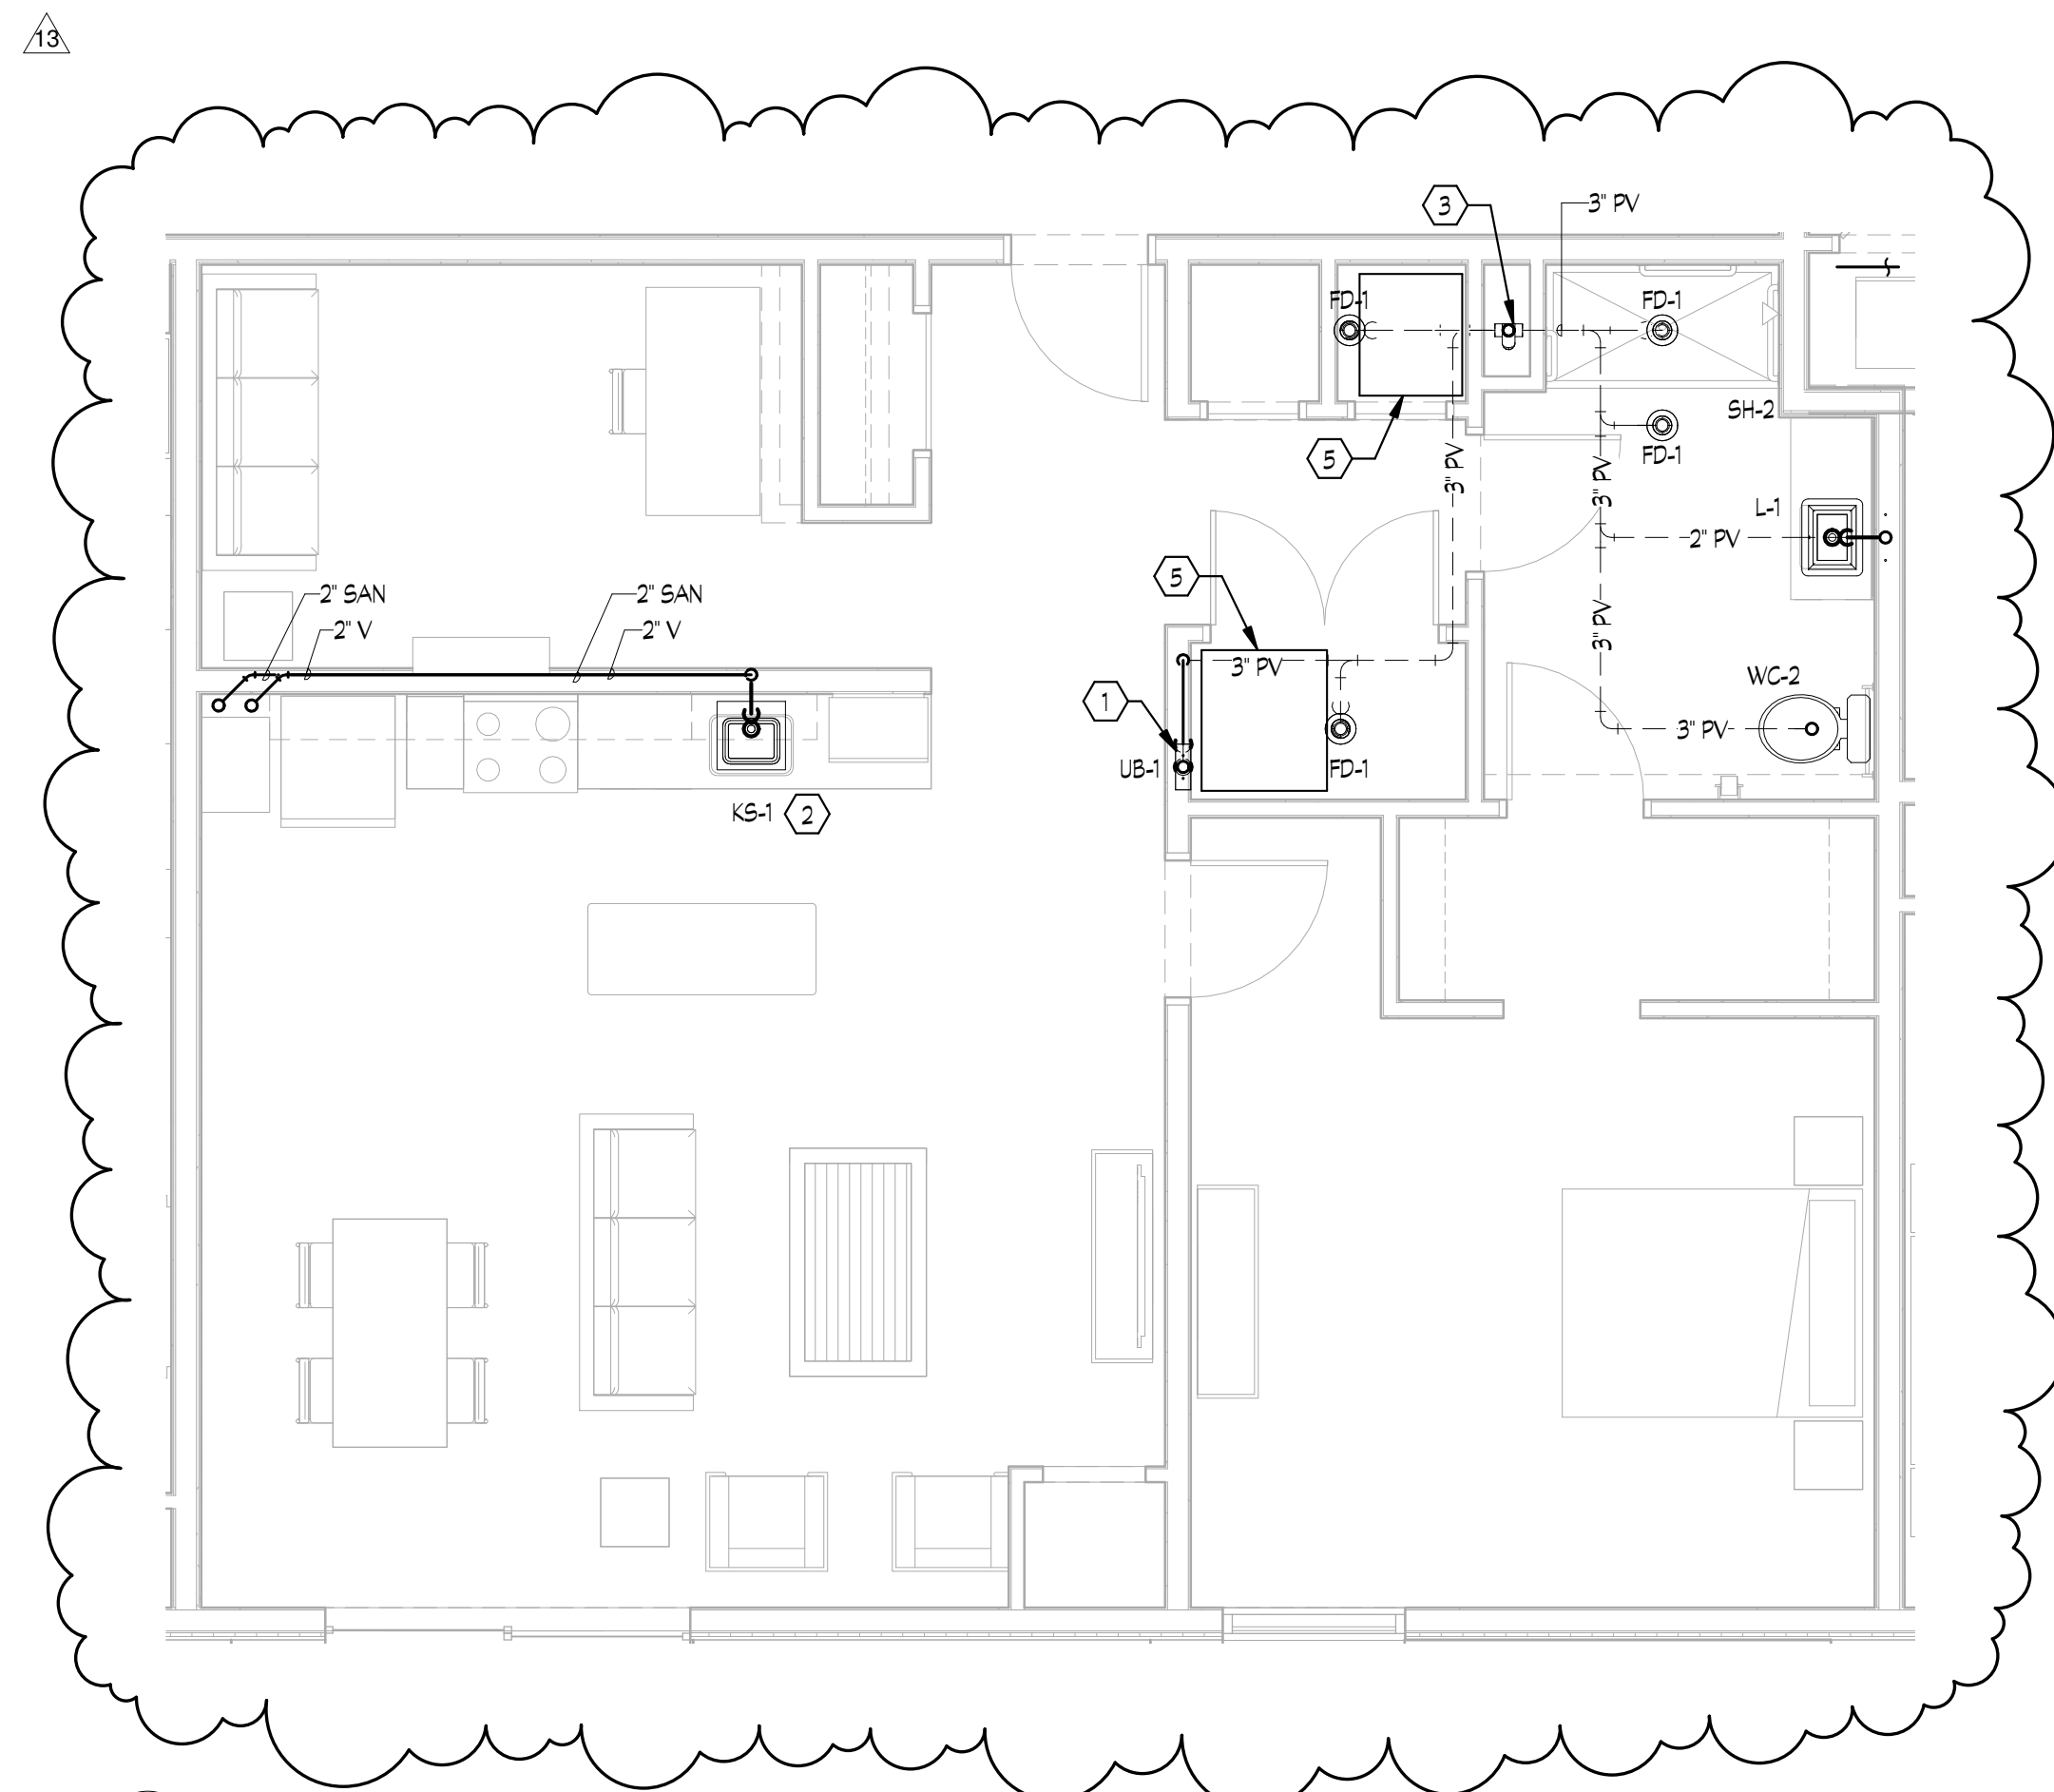 13
3
3" PV
FD-1
FD-1
SH-2
5
FD-1
3" PV
3" PV
L-1
2" PV
5
2" SAN
2" SAN
2" V
2" V
3" PV
3" PV
WC-2
1
3" PV
UB-1
FD-1
KS-1
2